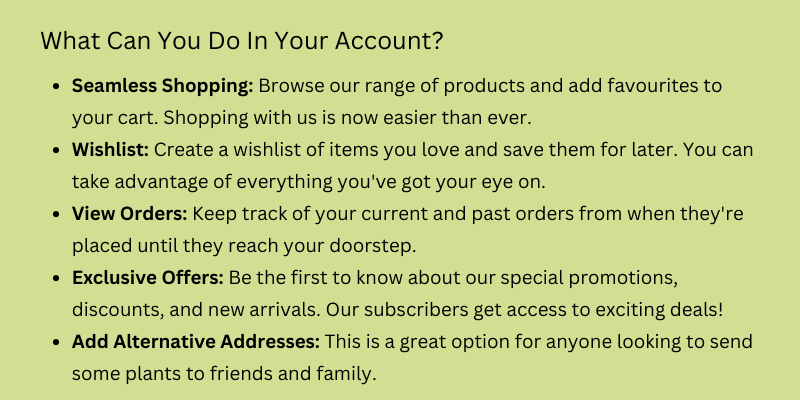 What Can You Do In Your Account?
• Seamless Shopping: Browse our range of products and add favourites to
your cart. Shopping with us is now easier than ever.
• Wishlist: Create a wishlist of items you love and save them for later. You can
take advantage of everything you've got your eye on.
• View Orders: Keep track of your current and past orders from when they're
placed until they reach your doorstep.
• Exclusive Offers: Be the first to know about our special promotions,
discounts, and new arrivals. Our subscribers get access to exciting deals!
• Add Alternative Addresses: This is a great option for anyone looking to send
some plants to friends and family.